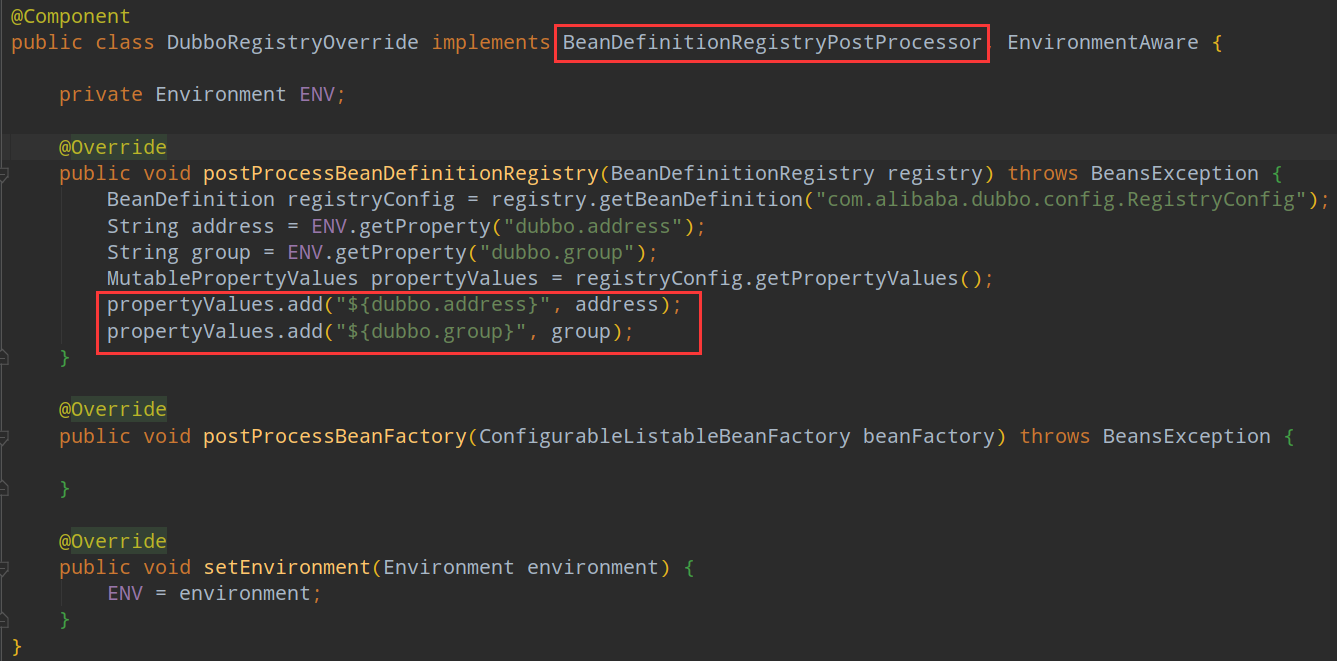 @Component
public class DubboRegistryOverride implements BeanDefinitionRegistryPostProcessor, EnvironmentAware {
private Environment ENV;
@Override
public void postProcessBeanDefinitionRegistry(BeanDefinitionRegistry registry) throws BeansException {
BeanDefinition registryConfig = registry.getBeanDefinition("com.alibaba.dubbo.config.RegistryConfig");
String address = ENV.getProperty("dubbo.address");
String group = ENV.getProperty("dubbo.group");
MutablePropertyValues propertyValues = registryConfig.getPropertyValues();
propertyValues.add("${dubbo.address}", address);
propertyValues.add("${dubbo.group}", group);
}
@Override
public void postProcessBeanFactory(ConfigurableListableBeanFactory beanFactory) throws BeansException {
}
@Override
public void setEnvironment(Environment environment) {
ENV = environment;
}
}